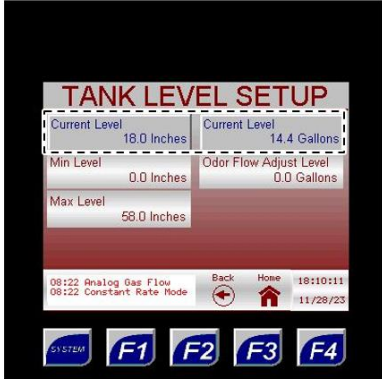 TANK LEVEL SETUP
Current Level
18.0 Inches
Current Level
14.4 Gallons
Min Level
0.0 Inches
Odor Flow Adjust Level
0.0 Gallons
Max Level
58.0 Inches
08:22 Analog Gas Flow
08:22 Constant Rate Mode
Back
Home
18:10:11
11/28/23
SYSTEM
F1
F2
F3
F4